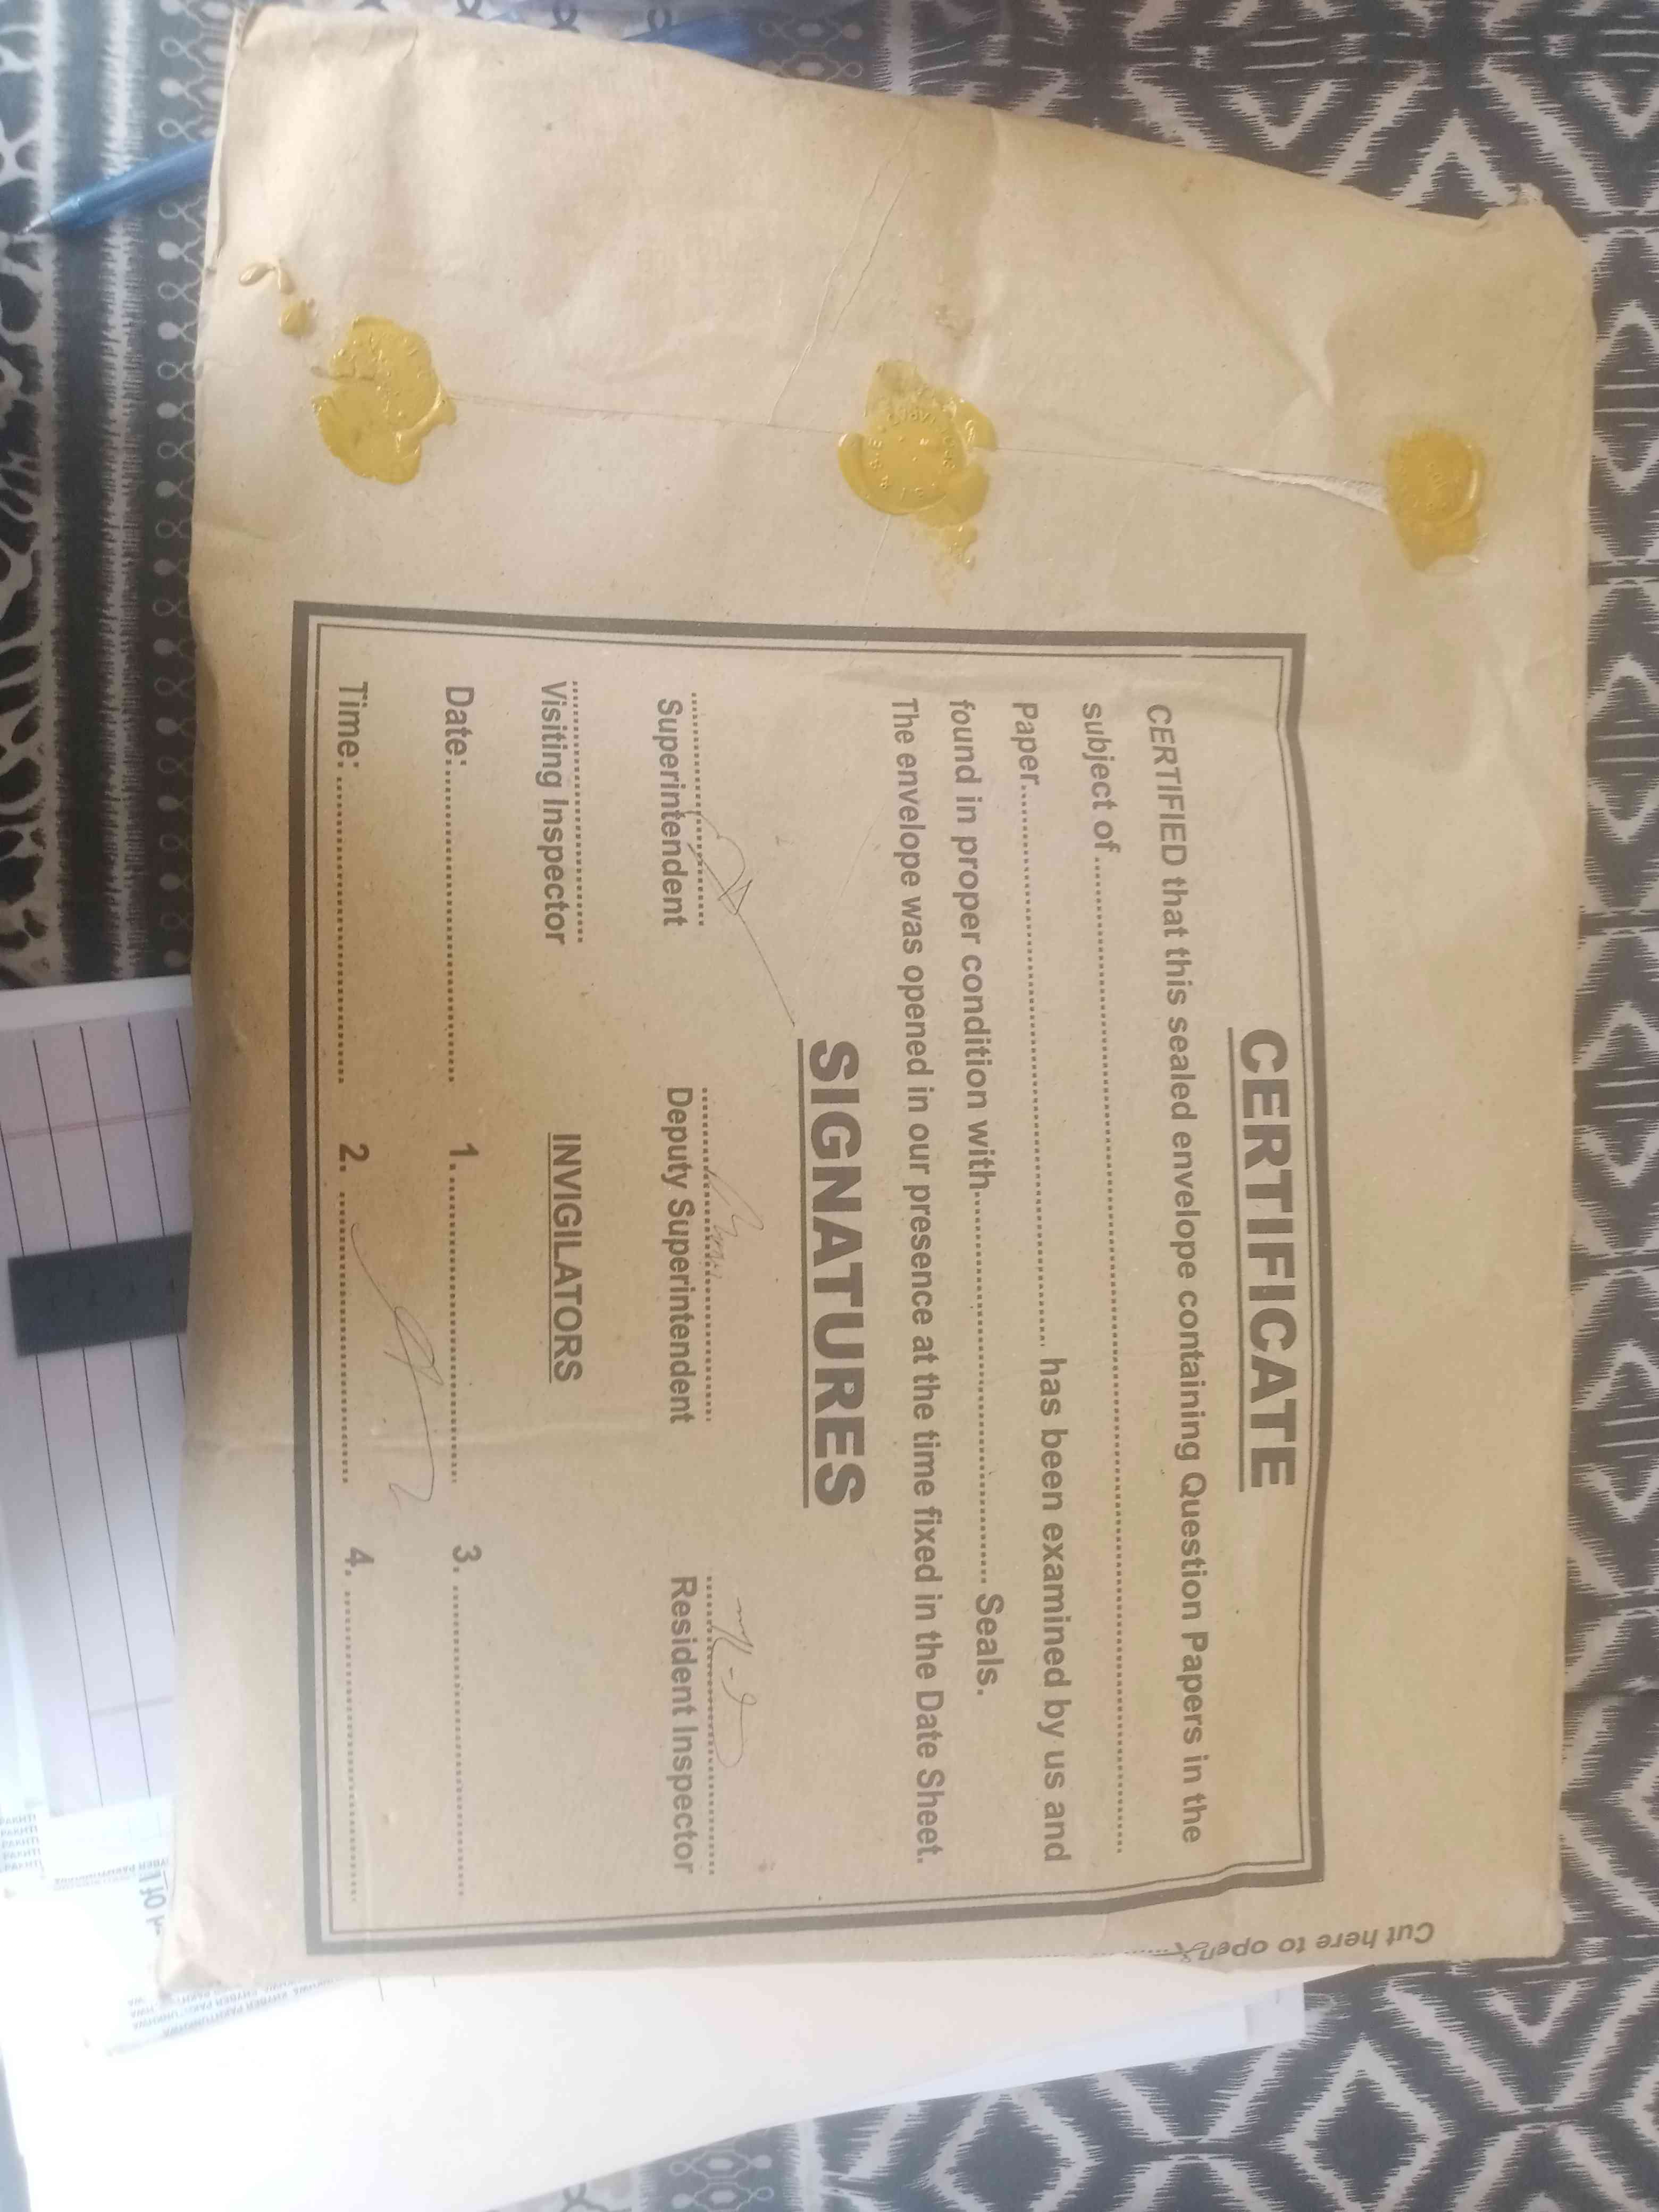 CERTIFICATE
CERTIFIED that this sealed envelope containing Question Papers in the
subject of ........................................
Paper........................................ has been examined by us and
found in proper condition with........................................ Seals.
The envelope was opened in our presence at the time fixed in the Date Sheet.
SIGNATURES
Superintendent Deputy Superintendent Resident Inspector
Visiting Inspector INVIGILATORS
Date:.............................. 1. .............................. 3. ..............................
Time: .............................. 2. .............................. 4. ..............................
Cut here to open